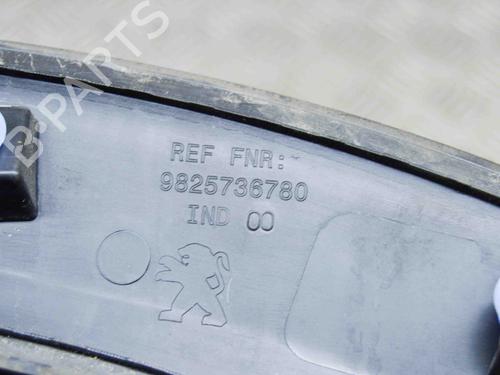 B-PARTS
REF FNR:
9825736780
IND 00